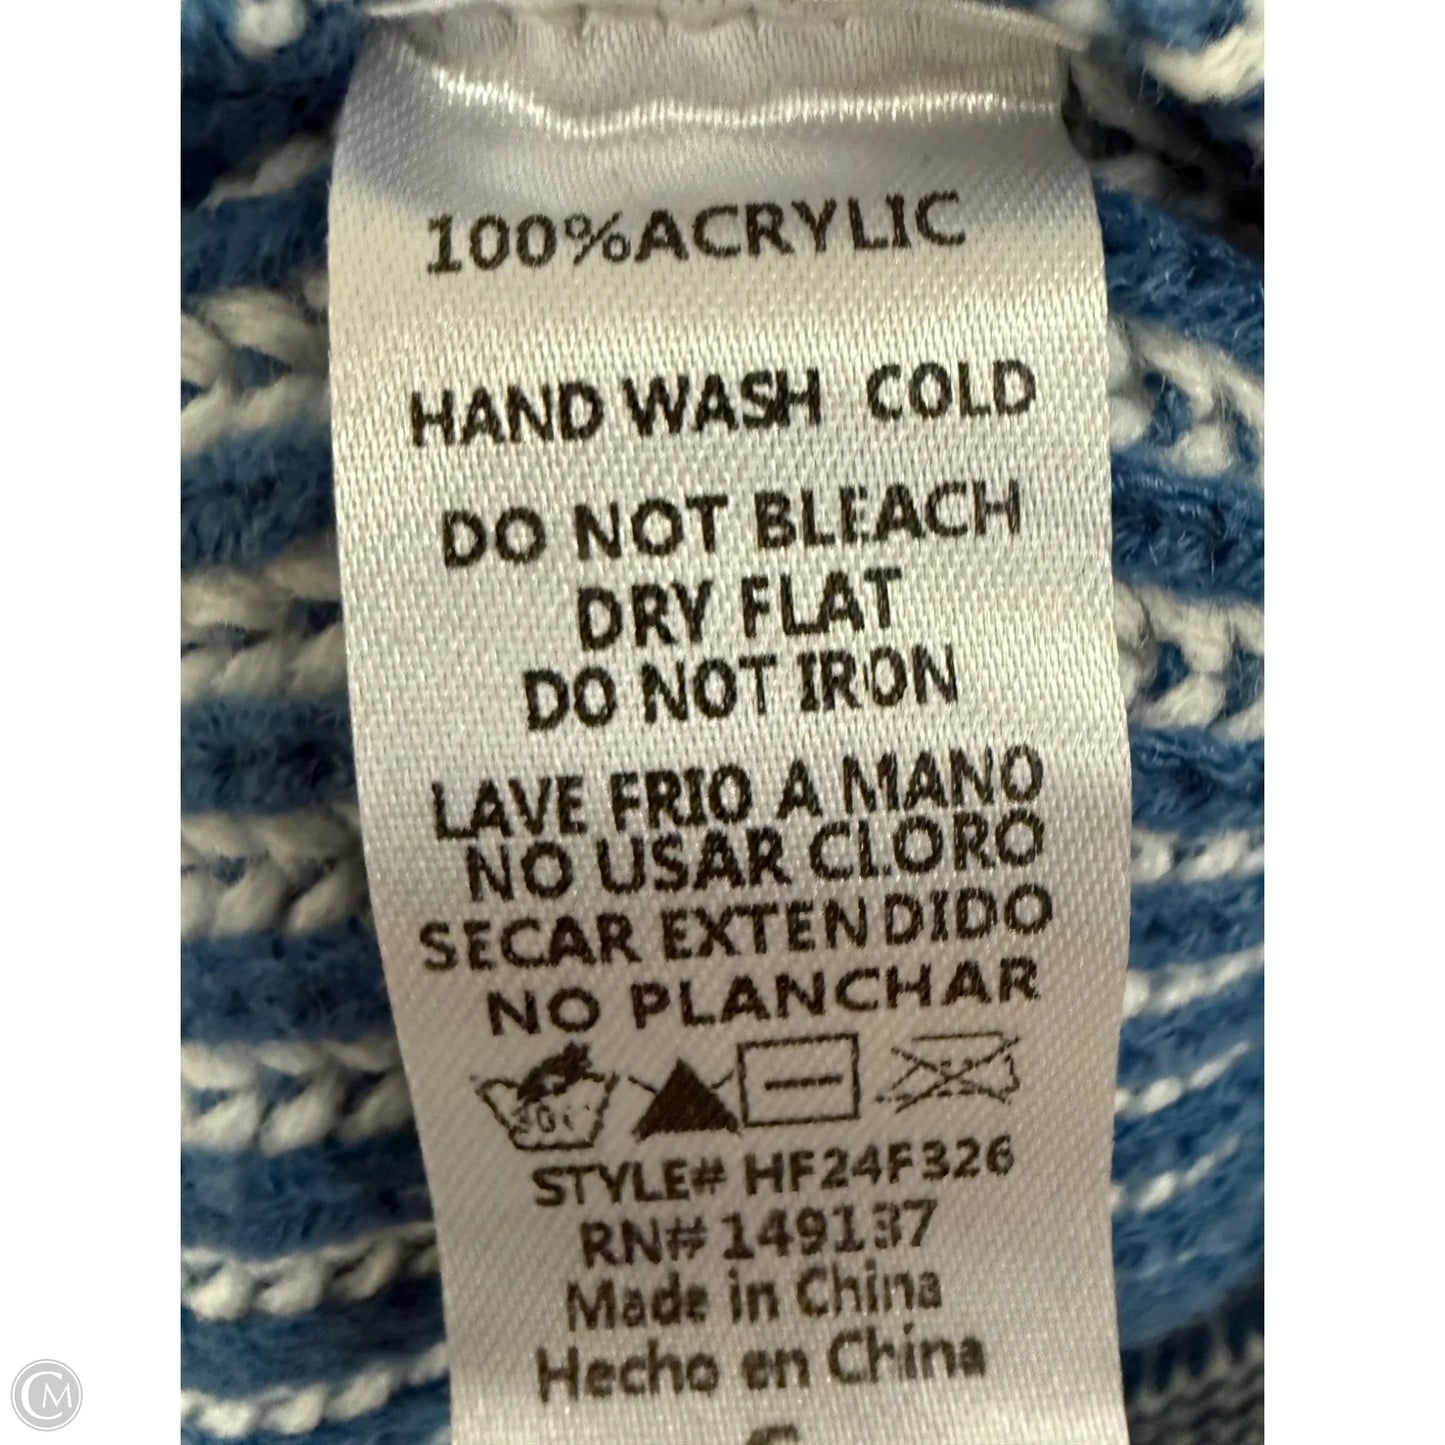 100%ACRYLIC
HAND WASH COLD
DO NOT BLEACH
DRY FLAT
DO NOT IRON
LAVE FRIO A MANO
NO USAR CLORO
SECAR EXTENDIDO
NO PLANCHAR
STYLE# HF24F326
RN# 149137
Made in China
Hecho en China
CM